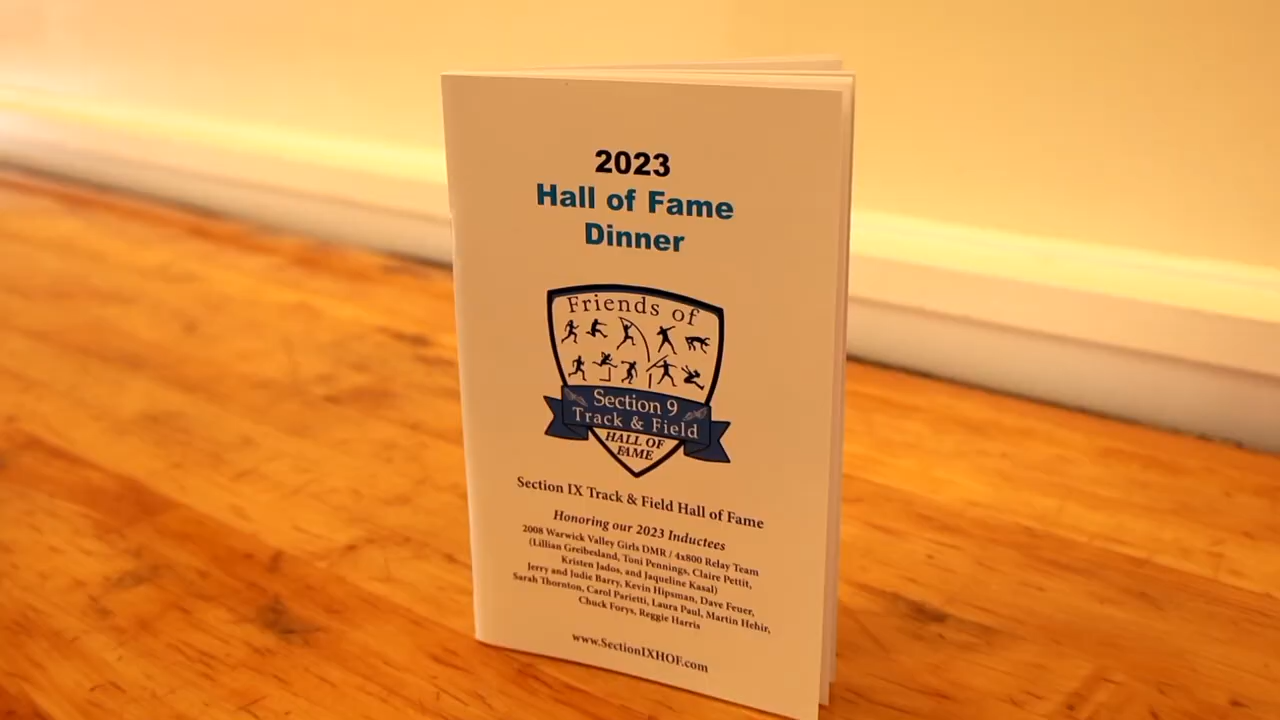 2023
Hall of Fame
Dinner
Friends of
Section 9
Track & Field
HALL OF
FAME
Section IX Track & Field Hall of Fame
Honoring our 2023 Inductees
2008 Warwick Valley Girls DMR / 4x800 Relay Team
(Lillian Greibesland, Toni Pennings, Claire Pettit,
Kristen Jados, and Jaqueline Kasal)
Jerry and Judie Barry, Kevin Hipsman, Dave Feuer,
Sarah Thornton, Carol Parietti, Laura Paul, Martin Hehir,
Chuck Forys, Reggie Harris
www.SectionIXHOF.com